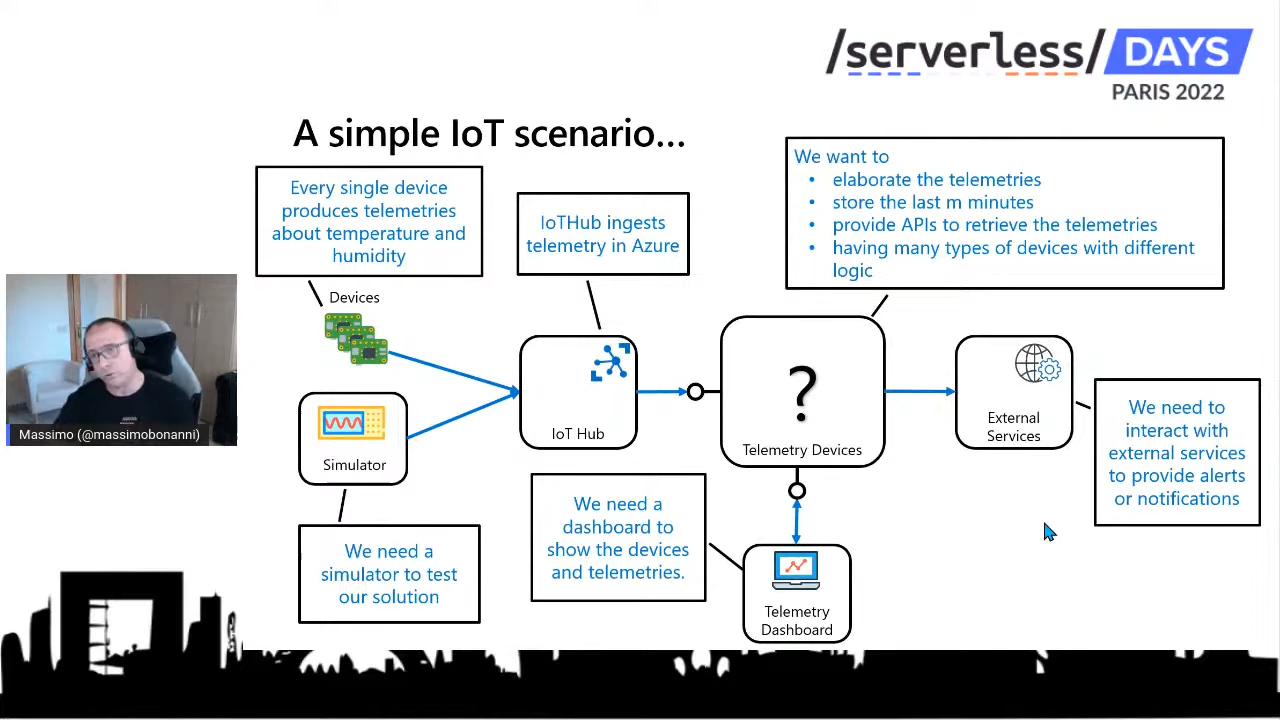 /serverless/ DAYS
PARIS 2022
A simple IoT scenario...
Every single device
produces telemetries
about temperature and
humidity
IoTHub ingests
telemetry in Azure
We want to
• elaborate the telemetries
• store the last m minutes
• provide APIs to retrieve the telemetries
• having many types of devices with different
logic
Devices
Simulator
IoT Hub
?
Telemetry Devices
External
Services
We need to
interact with
external services
to provide alerts
or notifications
Massimo (@massimobonanni)
We need a
simulator to test
our solution
We need a
dashboard to
show the devices
and telemetries.
Telemetry
Dashboard